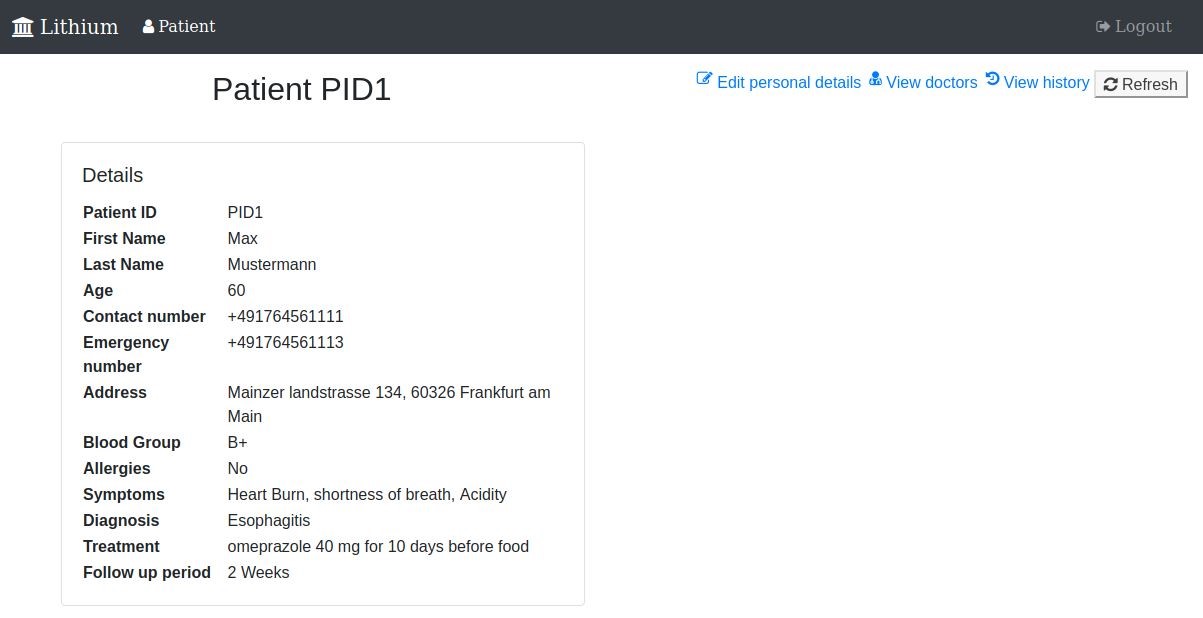 Lithium Patient Logout
Patient PID1
Edit personal details View doctors View history Refresh
Details
Patient ID PID1
First Name Max
Last Name Mustermann
Age 60
Contact number +491764561111
Emergency number +491764561113
Address Mainzer landstrasse 134, 60326 Frankfurt am
Main
Blood Group B+
Allergies No
Symptoms Heart Burn, shortness of breath, Acidity
Diagnosis Esophagitis
Treatment omeprazole 40 mg for 10 days before food
Follow up period 2 Weeks